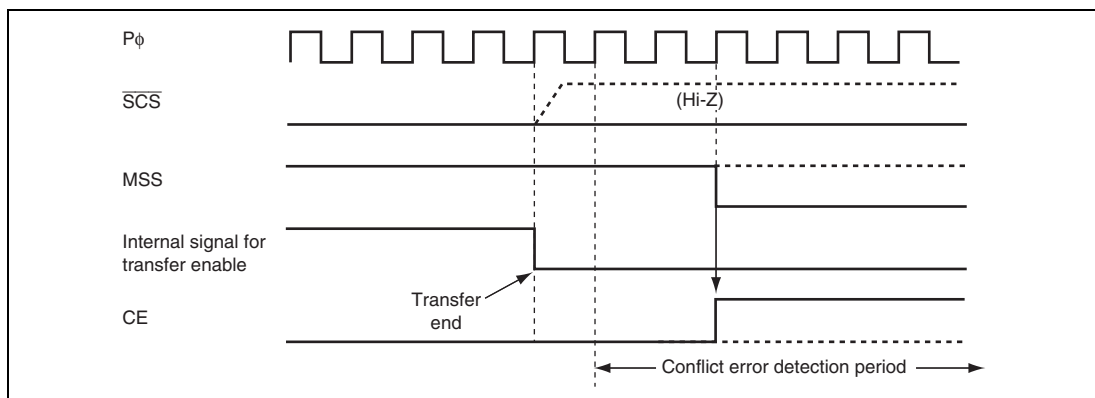 Pϕ
SCS
(Hi-Z)
MSS
Internal signal for
transfer enable
Transfer
end
CE
Conflict error detection period